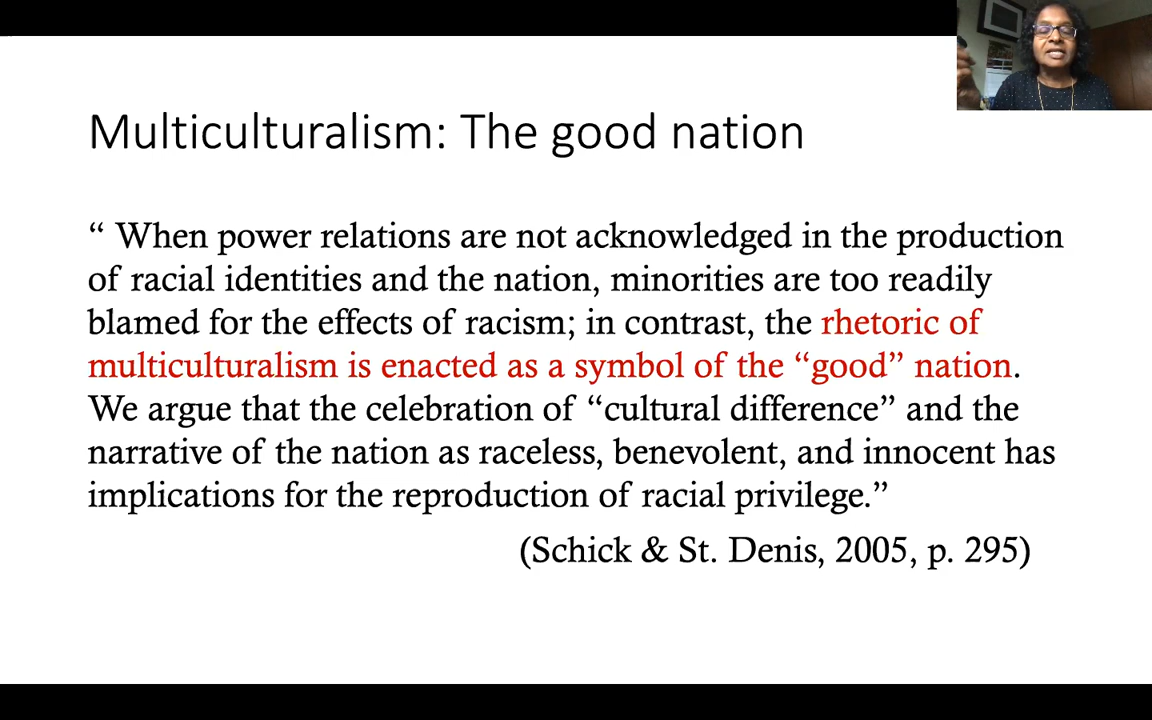 Multiculturalism: The good nation
“ When power relations are not acknowledged in the production
of racial identities and the nation, minorities are too readily
blamed for the effects of racism; in contrast, the rhetoric of
multiculturalism is enacted as a symbol of the “good” nation.
We argue that the celebration of “cultural difference” and the
narrative of the nation as raceless, benevolent, and innocent has
implications for the reproduction of racial privilege.”
(Schick & St. Denis, 2005, p. 295)